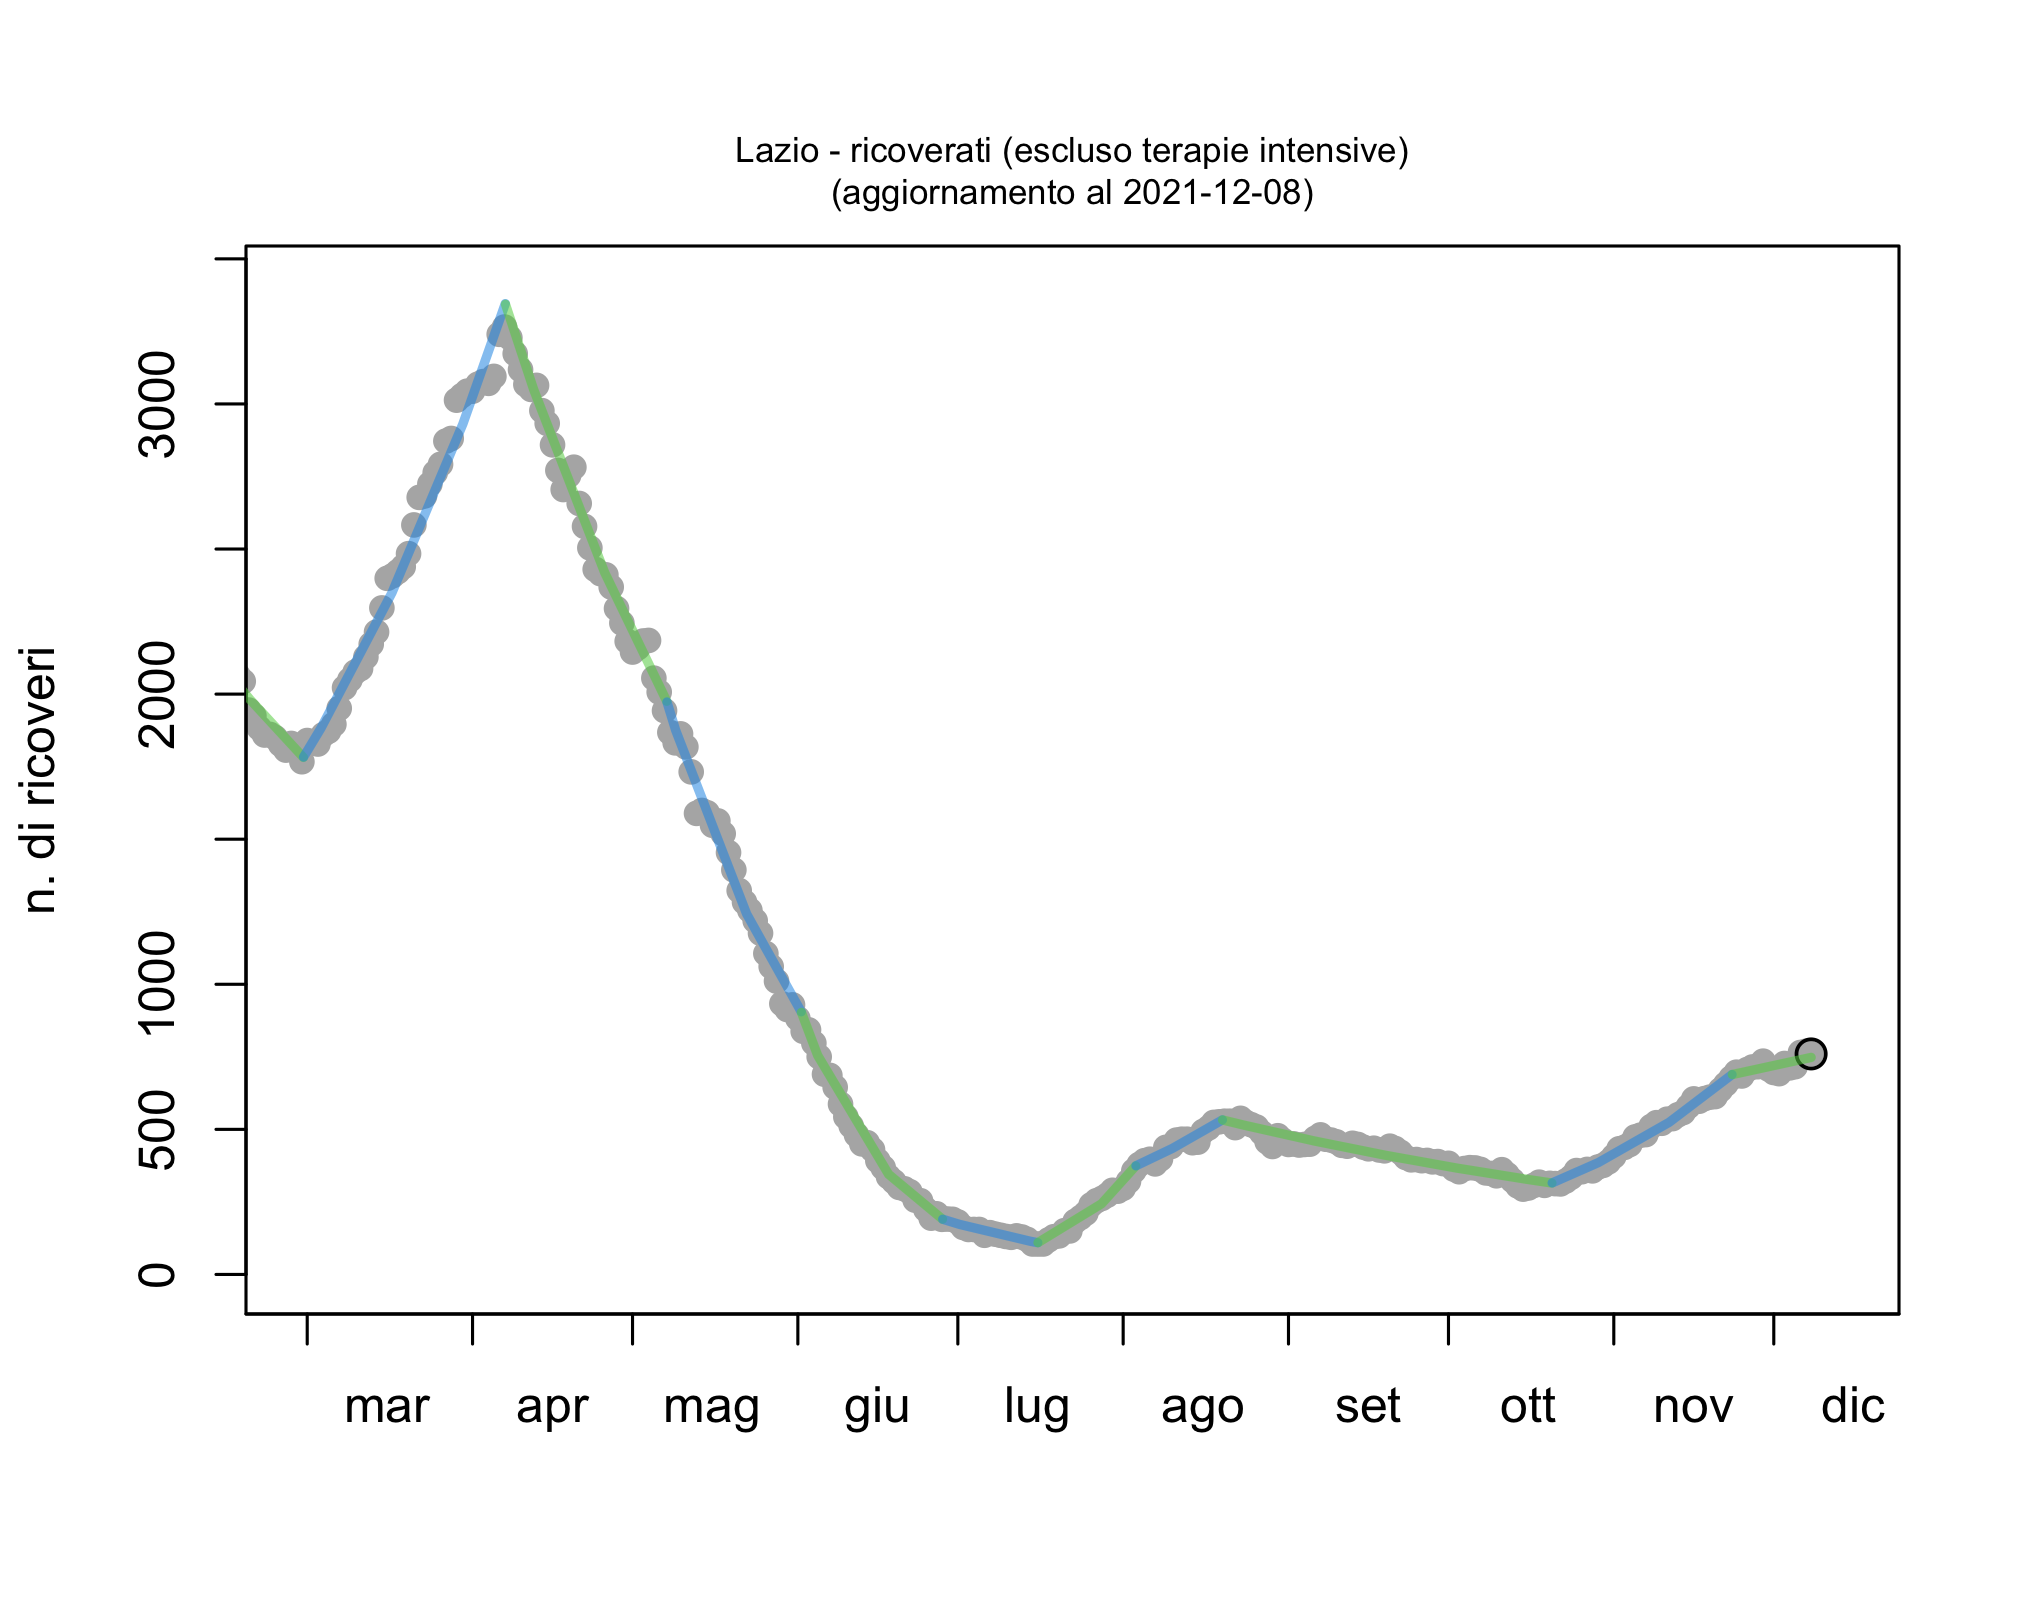 Lazio - ricoverati (escluso terapie intensive)
(aggiornamento al 2021-12-08)
n. di ricoveri
3000
2000
1000
500
0
mar apr mag giu lug ago set ott nov dic